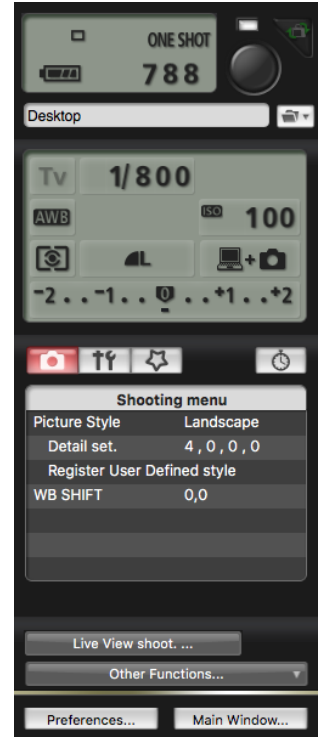 ONE SHOT
788
Desktop
Tv 1/800
AWB ISO 100
L +
-2..-1..0..+1..+2
Shooting menu
Picture Style Landscape
Detail set. 4,0,0,0
Register User Defined style
WB SHIFT 0,0
Live View shoot. ...
Other Functions...
Preferences... Main Window...